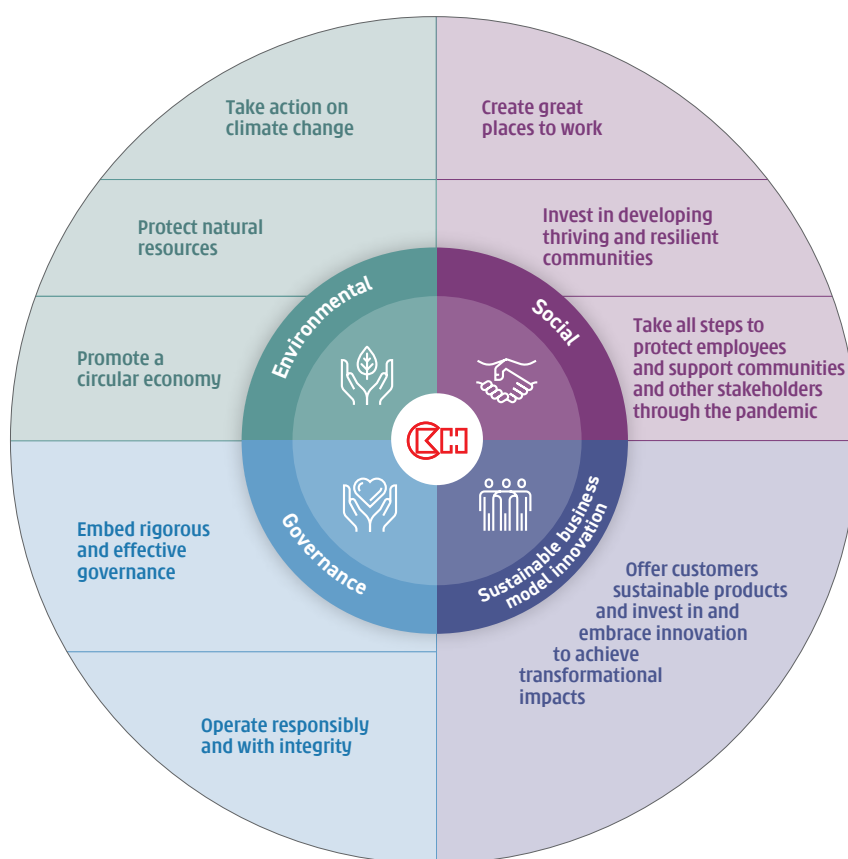 Take action on
climate change
Create great
places to work
Protect natural
resources
Invest in developing
thriving and resilient
communities
Promote a
circular economy
Take all steps to
protect employees
and support communities
and other stakeholders
through the pandemic
Environmental
Social
CKH
Governance
Sustainable business
model innovation
Embed rigorous
and effective
governance
Offer customers
sustainable products
and invest in and
embrace innovation
to achieve
transformational
impacts
Operate responsibly
and with integrity